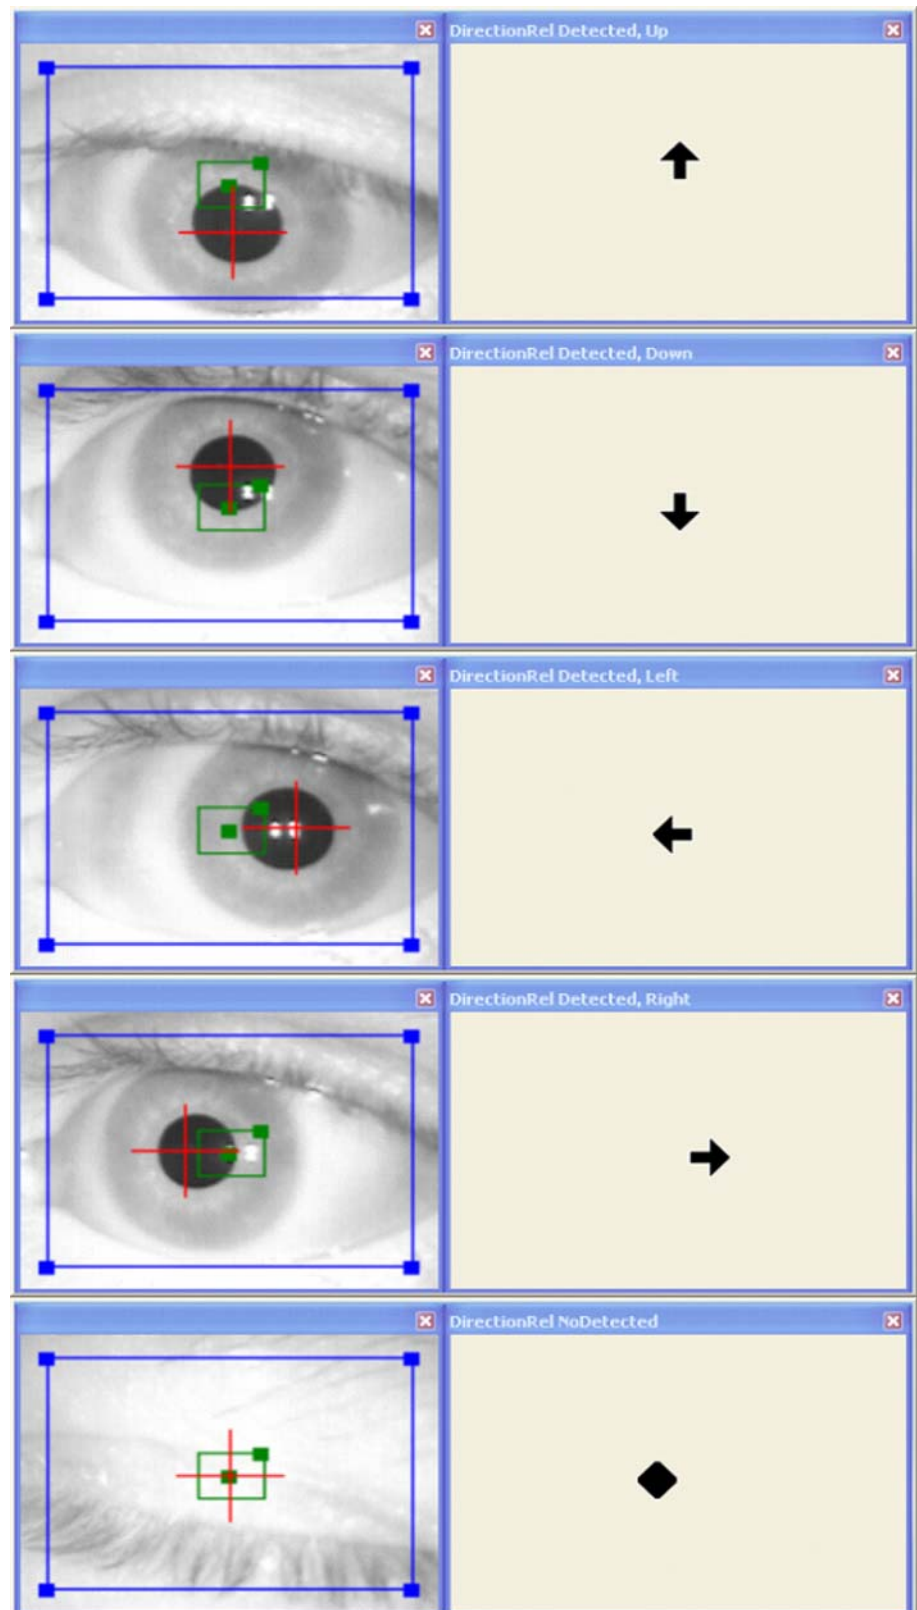 DirectionRel Detected, Up
DirectionRel Detected, Down
DirectionRel Detected, Left
DirectionRel Detected, Right
DirectionRel NoDetected